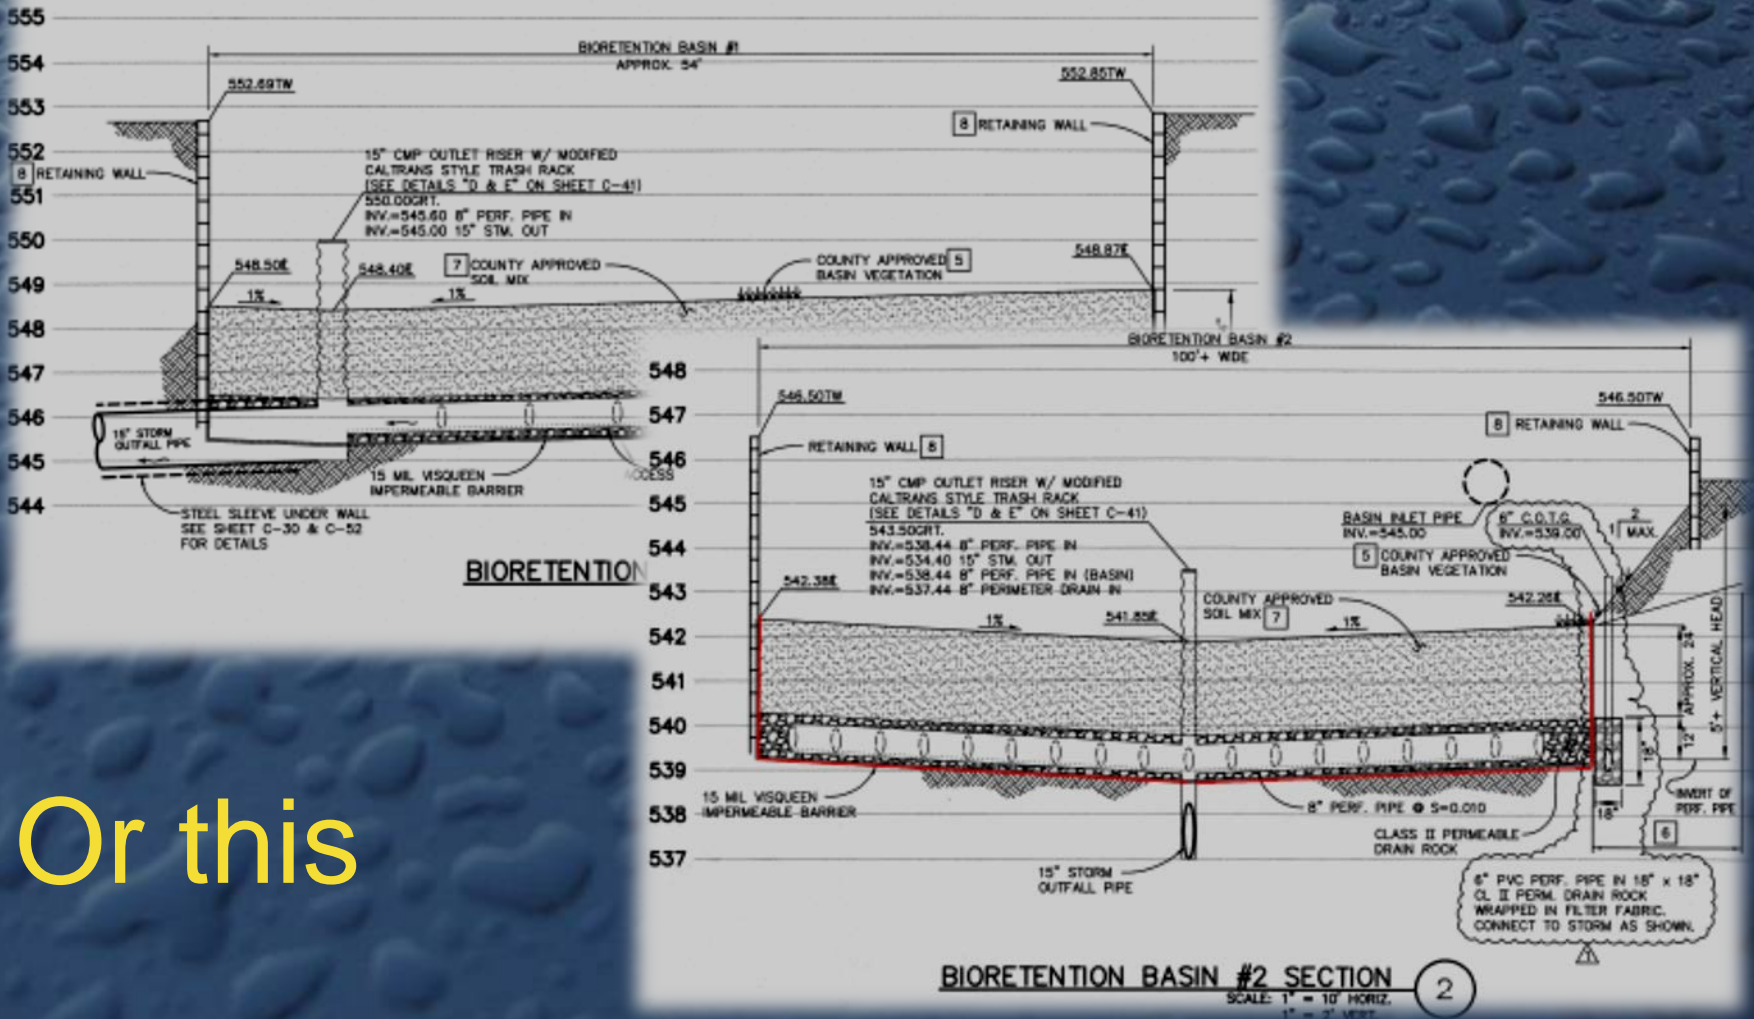 555
554
553
552
551
550
549
548
547
546
545
544
BIORETENTION BASIN #1
APPROX. 54'
552.69TW
552.85TW
8 RETAINING WALL
8 RETAINING WALL
15" CMP OUTLET RISER W/ MODIFIED
CALTRANS STYLE TRASH RACK
(SEE DETAILS "D & E" ON SHEET C-41)
550.00GRT.
INV.=545.60 8" PERF. PIPE IN
INV.=545.00 15" STM. OUT
548.50
548.40
1%
1%
7 COUNTY APPROVED
SOIL MIX
COUNTY APPROVED 5
BASIN VEGETATION
548.87
STORM
OUTFALL PIPE
15 MIL VISQUEEN
IMPERMEABLE BARRIER
ACCESS
STEEL SLEEVE UNDER WALL
SEE SHEET C-30 & C-52
FOR DETAILS
BIORETENTION
BIORETENTION BASIN #2
100'+ WIDE
548
547
546
545
544
543
542
541
540
539
538
537
546.50TW
546.50TW
RETAINING WALL 8
8 RETAINING WALL
15" CMP OUTLET RISER W/ MODIFIED
CALTRANS STYLE TRASH RACK
(SEE DETAILS "D & E" ON SHEET C-41)
543.50GRT.
INV.=538.44 8" PERF. PIPE IN
INV.=534.40 15" STM. OUT
INV.=538.44 8" PERF. PIPE IN (BASIN)
INV.=537.44 8" PERIMETER DRAIN IN
BASIN INLET PIPE
INV.=545.00
6" C.O.T.G.
INV.=539.00
2
1
MAX.
5 COUNTY APPROVED
BASIN VEGETATION
542.38
1%
541.85
COUNTY APPROVED
SOIL MIX 7
1%
542.26
APPROX. 24"
12"
5'+ VERTICAL HEAD
18"
18"
INVERT OF
PERF. PIPE
6
15 MIL VISQUEEN
IMPERMEABLE BARRIER
8" PERF. PIPE @ S=0.010
CLASS II PERMEABLE
DRAIN ROCK
15" STORM
OUTFALL PIPE
6" PVC PERF. PIPE IN 18" x 18"
CL II PERM. DRAIN ROCK
WRAPPED IN FILTER FABRIC.
CONNECT TO STORM AS SHOWN.
1
BIORETENTION BASIN #2 SECTION
2
SCALE: 1" = 10' HORIZ.
1" = 2' VERT.
Or this